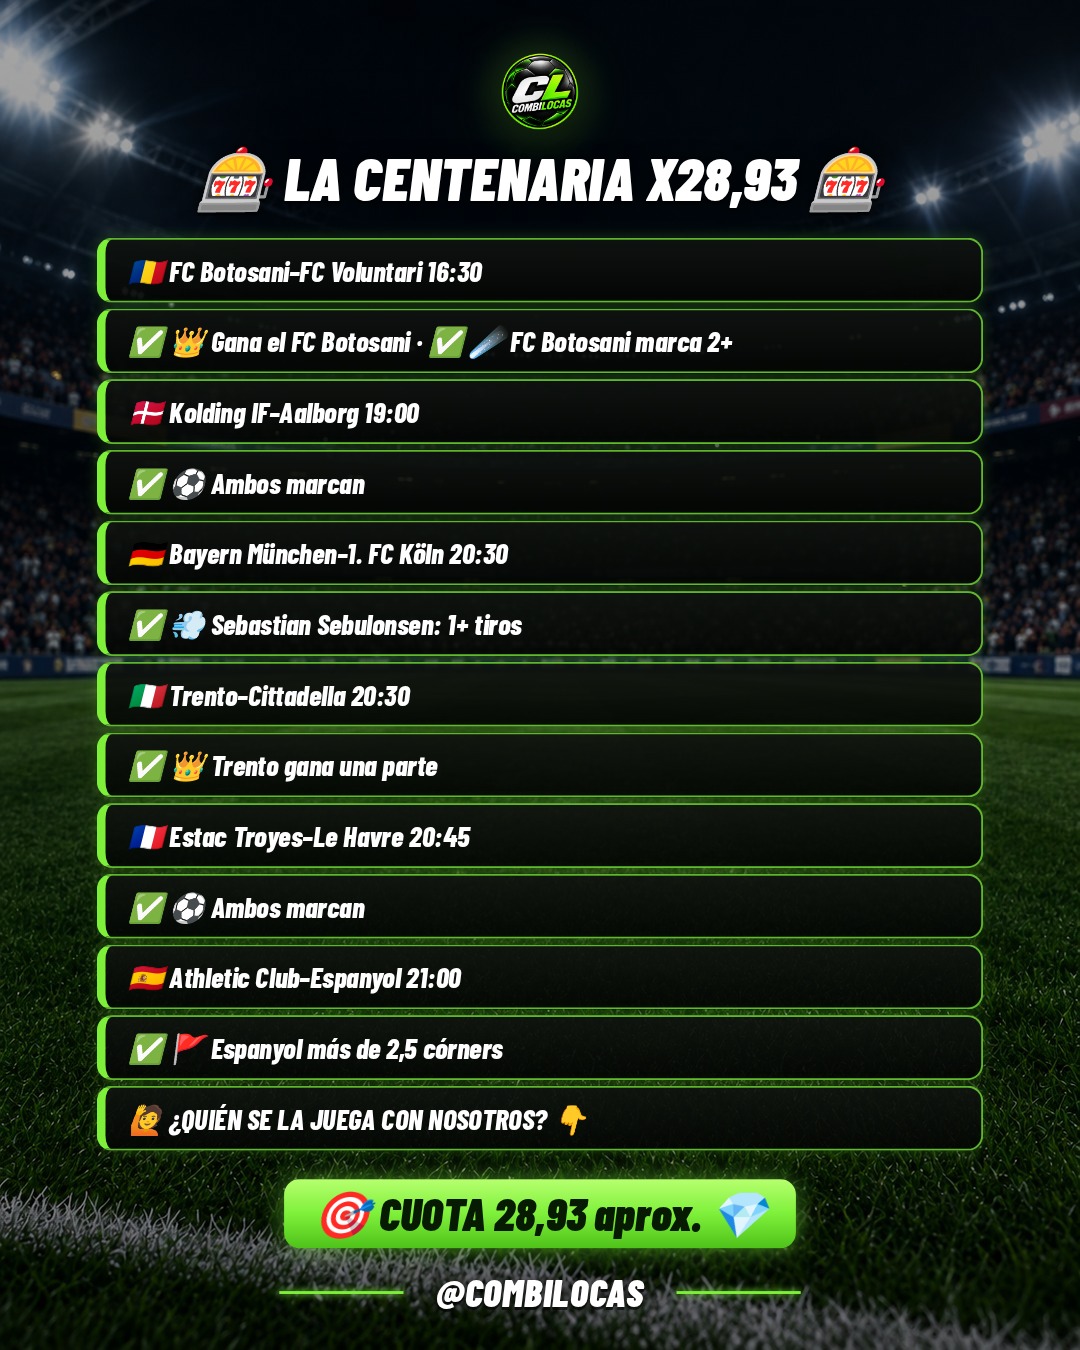 CL
COMBILOCAS
🎰 LA CENTENARIA X28,93 🎰
🇷🇴 FC Botosani–FC Voluntari 16:30
✅ 👑 Gana el FC Botosani · ✅ ☄️ FC Botosani marca 2+
🇩🇰 Kolding IF–Aalborg 19:00
✅ ⚽ Ambos marcan
🇩🇪 Bayern München–1. FC Köln 20:30
✅ 💨 Sebastian Sebulonsen: 1+ tiros
🇮🇹 Trento–Cittadella 20:30
✅ 👑 Trento gana una parte
🇫🇷 Estac Troyes–Le Havre 20:45
✅ ⚽ Ambos marcan
🇪🇸 Athletic Club–Espanyol 21:00
✅ 🚩 Espanyol más de 2,5 córners
🙋 ¿QUIÉN SE LA JUEGA CON NOSOTROS? 👇
🎯 CUOTA 28,93 aprox. 💎
@COMBILOCAS